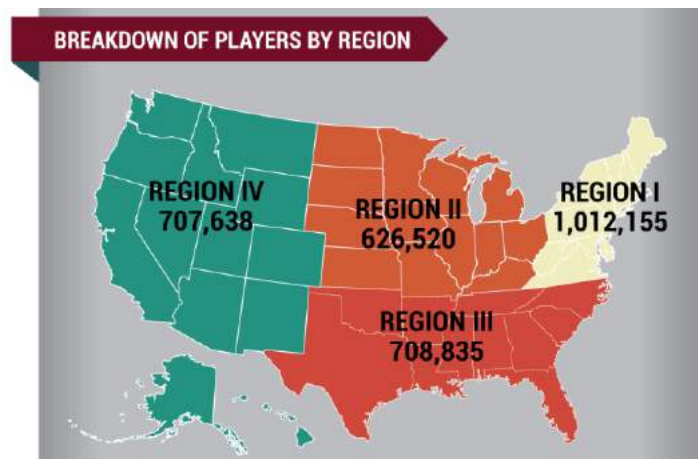 BREAKDOWN OF PLAYERS BY REGION
REGION IV
707,638
REGION II
626,520
REGION I
1,012,155
REGION III
708,835